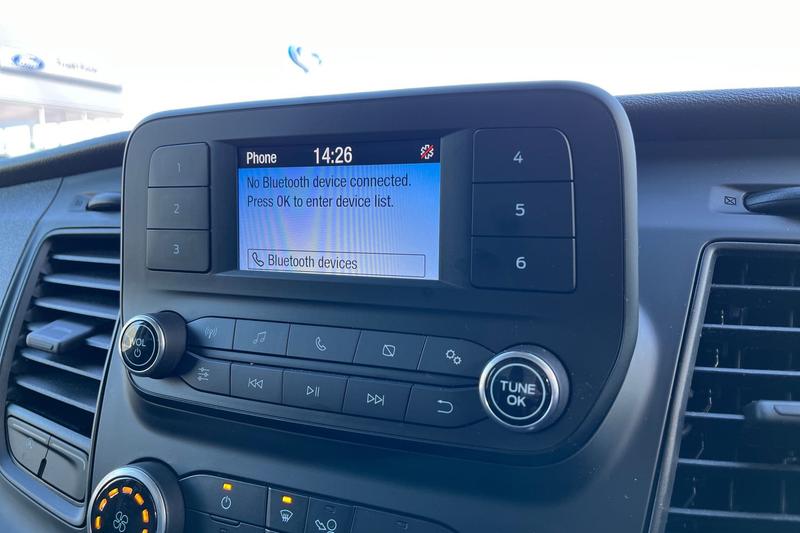 Ford
1
2
3
Phone 14:26
No Bluetooth device connected.
Press OK to enter device list.
Bluetooth devices
4
5
6
VOL
TUNE
OK